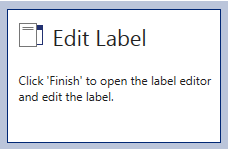 Edit Label
Click 'Finish' to open the label editor
and edit the label.